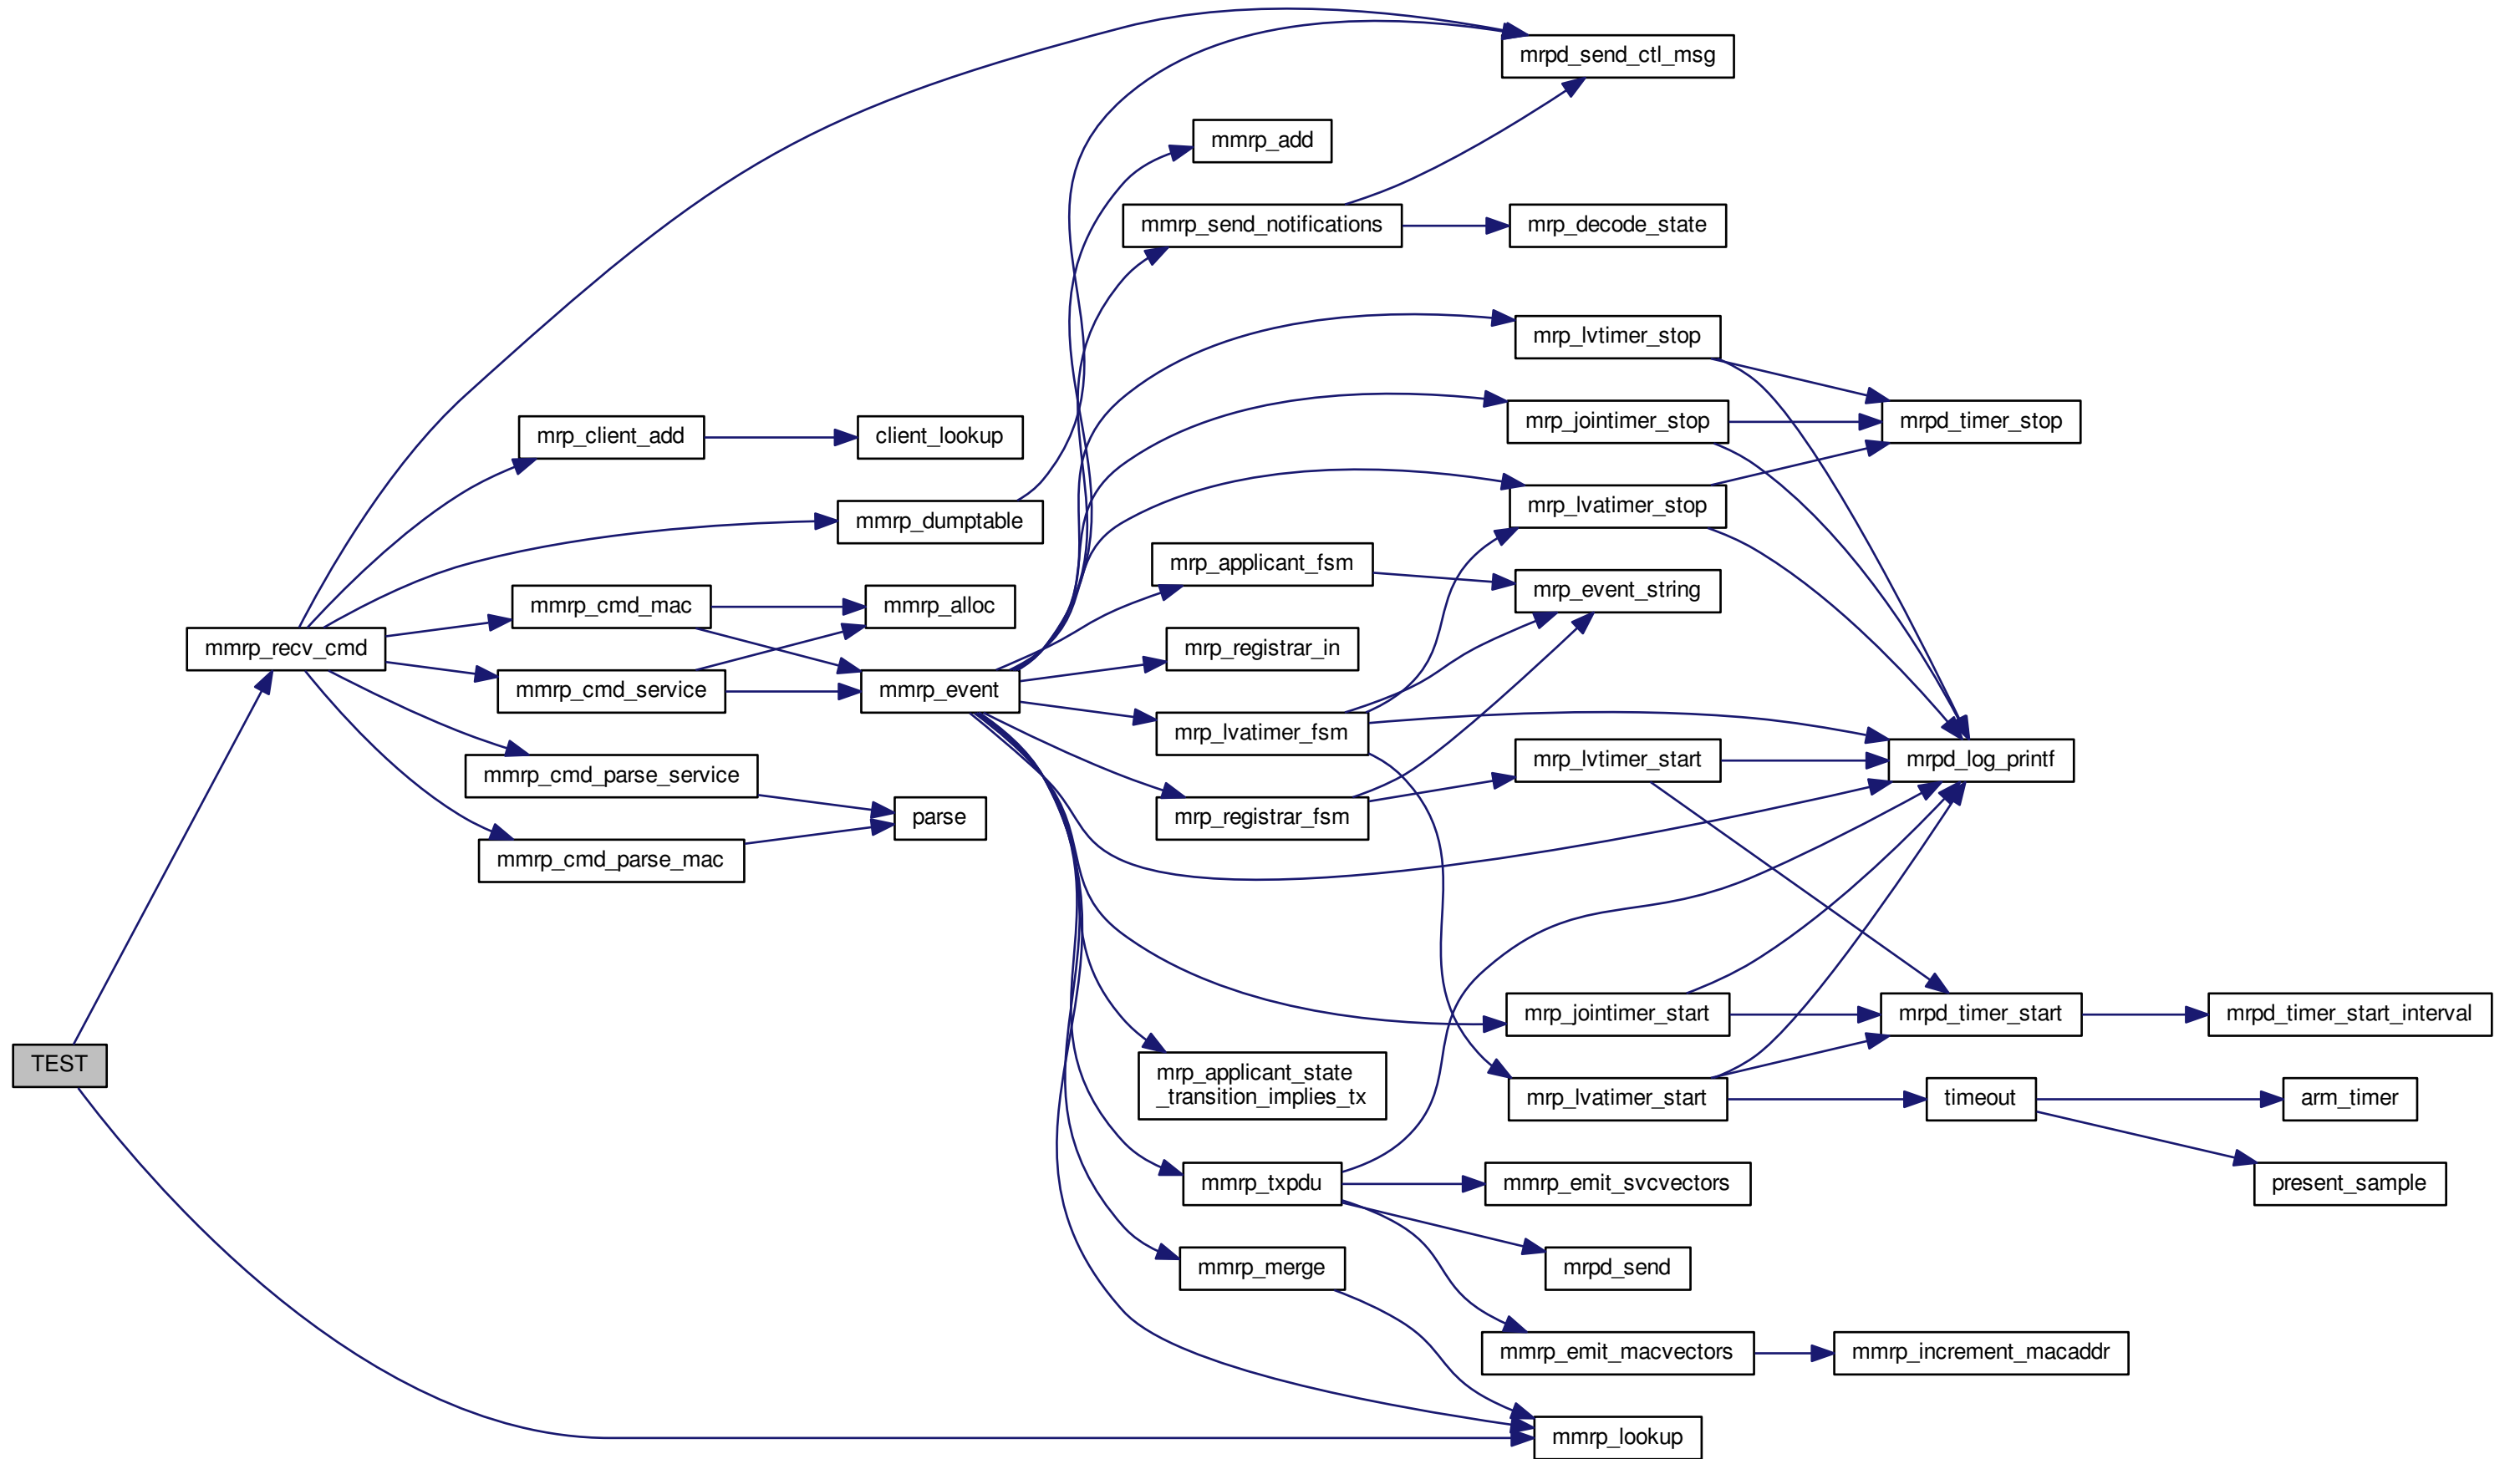 mrpd_send_ctl_msg
mmrp_add
mmrp_send_notifications
mrp_decode_state
mrp_lvtimer_stop
mrp_client_add
client_lookup
mrp_jointimer_stop
mrpd_timer_stop
mmrp_dumptable
mrp_lvatimer_stop
mrp_applicant_fsm
mrp_event_string
mmrp_cmd_mac
mmrp_alloc
mmrp_recv_cmd
mrp_registrar_in
mmrp_cmd_service
mmrp_event
mrp_lvatimer_fsm
mrp_lvtimer_start
mrpd_log_printf
mmrp_cmd_parse_service
parse
mrp_registrar_fsm
mmrp_cmd_parse_mac
mrp_jointimer_start
mrpd_timer_start
mrpd_timer_start_interval
TEST
mrp_applicant_state
_transition_implies_tx
mrp_lvatimer_start
timeout
arm_timer
mmrp_txpdu
mmrp_emit_svcvectors
present_sample
mmrp_merge
mrpd_send
mmrp_emit_macvectors
mmrp_increment_macaddr
mmrp_lookup